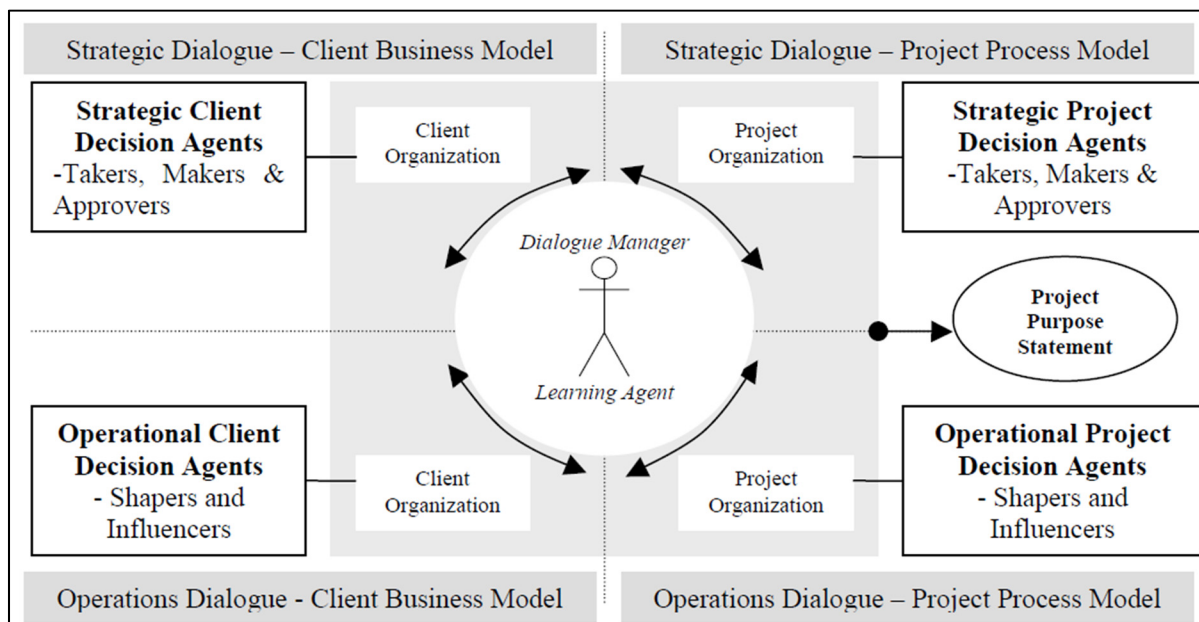 Strategic Dialogue – Client Business Model
Strategic Dialogue – Project Process Model
Strategic Client
Decision Agents
-Takers, Makers &
Approvers
Client
Organization
Project
Organization
Strategic Project
Decision Agents
-Takers, Makers &
Approvers
Dialogue Manager
Learning Agent
Project
Purpose
Statement
Operational Client
Decision Agents
- Shapers and
Influencers
Client
Organization
Project
Organization
Operational Project
Decision Agents
- Shapers and
Influencers
Operations Dialogue - Client Business Model
Operations Dialogue – Project Process Model